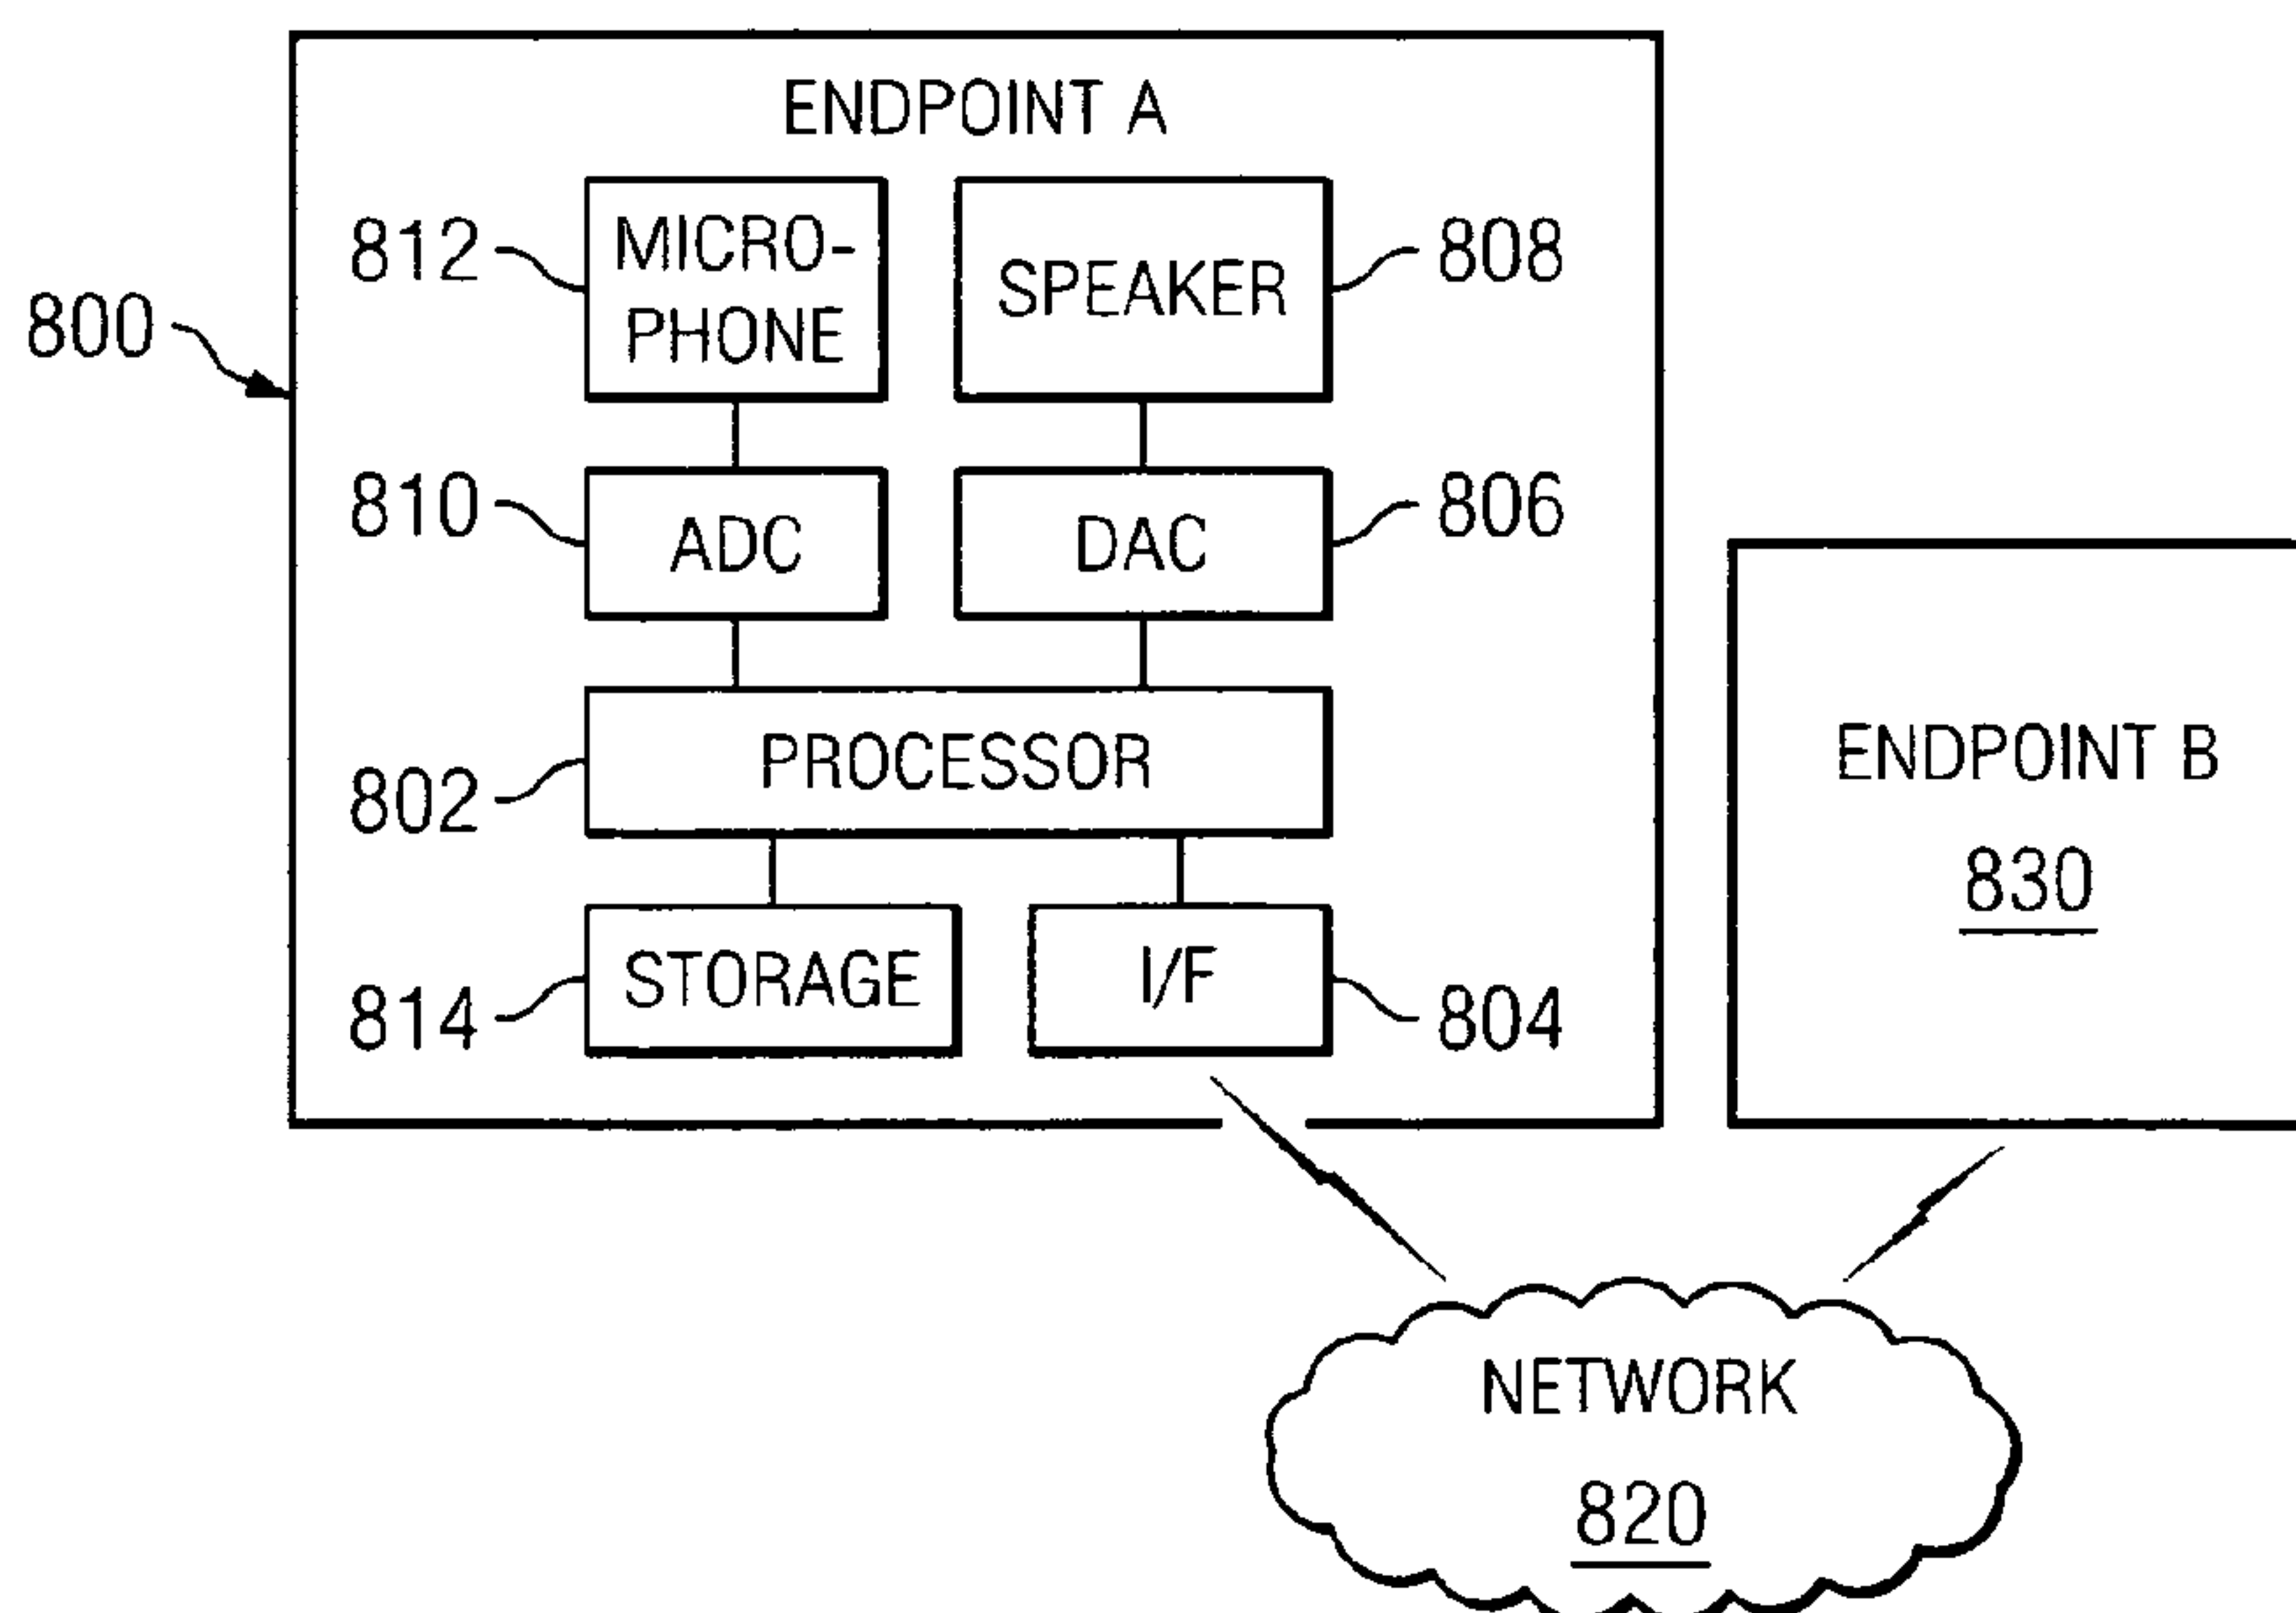 ENDPOINT A
812
MICRO-
PHONE
SPEAKER
808
800
810
ADC
DAC
806
802
PROCESSOR
ENDPOINT B
830
814
STORAGE
I/F
804
NETWORK
820